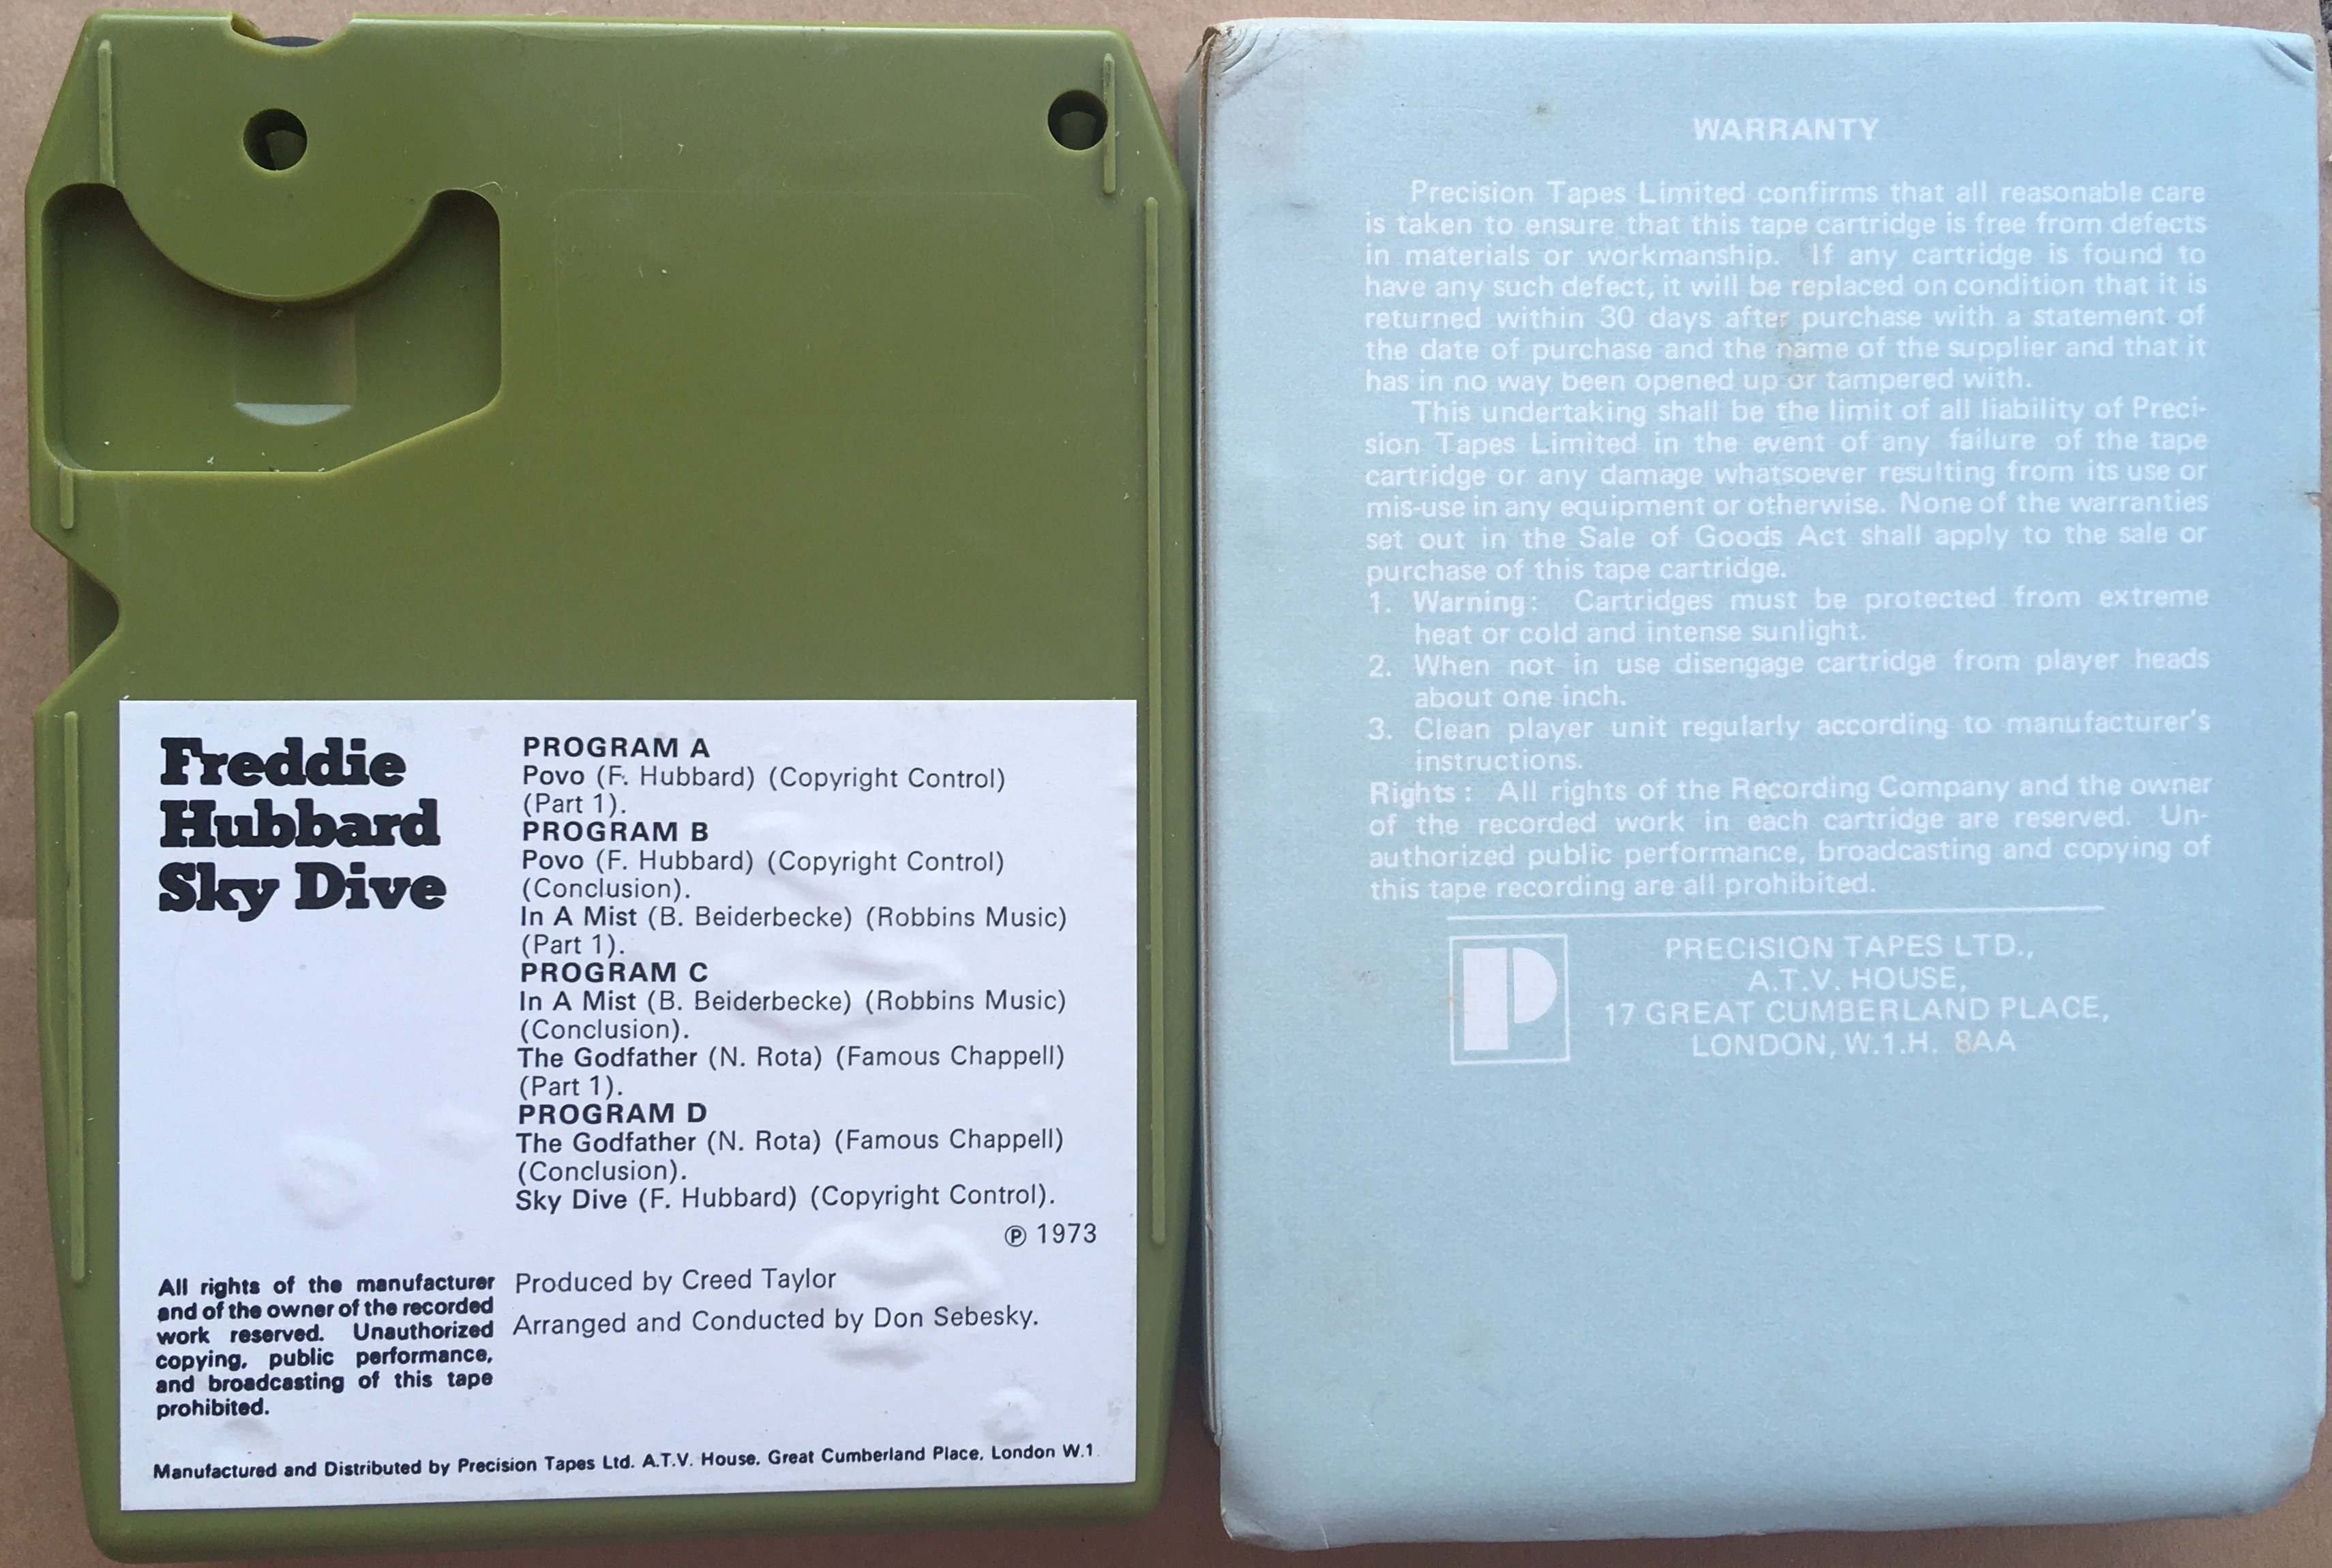 Freddie
Hubbard
Sky Dive
PROGRAM A
Povo (F. Hubbard) (Copyright Control)
(Part 1).
PROGRAM B
Povo (F. Hubbard) (Copyright Control)
(Conclusion).
In A Mist (B. Beiderbecke) (Robbins Music)
(Part 1).
PROGRAM C
In A Mist (B. Beiderbecke) (Robbins Music)
(Conclusion).
The Godfather (N. Rota) (Famous Chappell)
(Part 1).
PROGRAM D
The Godfather (N. Rota) (Famous Chappell)
(Conclusion).
Sky Dive (F. Hubbard) (Copyright Control).
℗ 1973
All rights of the manufacturer
and of the owner of the recorded
work reserved. Unauthorized
copying, public performance,
and broadcasting of this tape
prohibited.
Produced by Creed Taylor
Arranged and Conducted by Don Sebesky.
Manufactured and Distributed by Precision Tapes Ltd. A.T.V. House. Great Cumberland Place, London W.1
WARRANTY
Precision Tapes Limited confirms that all reasonable care
is taken to ensure that this tape cartridge is free from defects
in materials or workmanship. If any cartridge is found to
have any such defect, it will be replaced on condition that it is
returned within 30 days after purchase with a statement of
the date of purchase and the name of the supplier and that it
has in no way been opened up or tampered with.
This undertaking shall be the limit of all liability of Preci-
sion Tapes Limited in the event of any failure of the tape
cartridge or any damage whatsoever resulting from its use or
mis-use in any equipment or otherwise. None of the warranties
set out in the Sale of Goods Act shall apply to the sale or
purchase of this tape cartridge.
1. Warning: Cartridges must be protected from extreme
heat or cold and intense sunlight.
2. When not in use disengage cartridge from player heads
about one inch.
3. Clean player unit regularly according to manufacturer's
instructions.
Rights: All rights of the Recording Company and the owner
of the recorded work in each cartridge are reserved. Un-
authorized public performance, broadcasting and copying of
this tape recording are all prohibited.
P
PRECISION TAPES LTD.,
A.T.V. HOUSE,
17 GREAT CUMBERLAND PLACE,
LONDON, W.1.H. 8AA